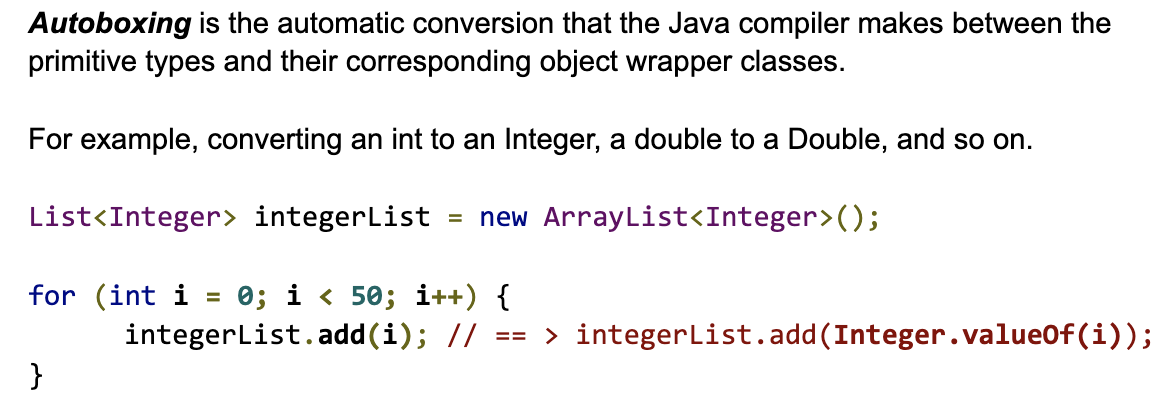 Autoboxing is the automatic conversion that the Java compiler makes between the
primitive types and their corresponding object wrapper classes.
For example, converting an int to an Integer, a double to a Double, and so on.
List<Integer> integerList = new ArrayList<Integer>();
for (int i = 0; i < 50; i++) {
integerList.add(i); // == > integerList.add(Integer.valueOf(i));
}